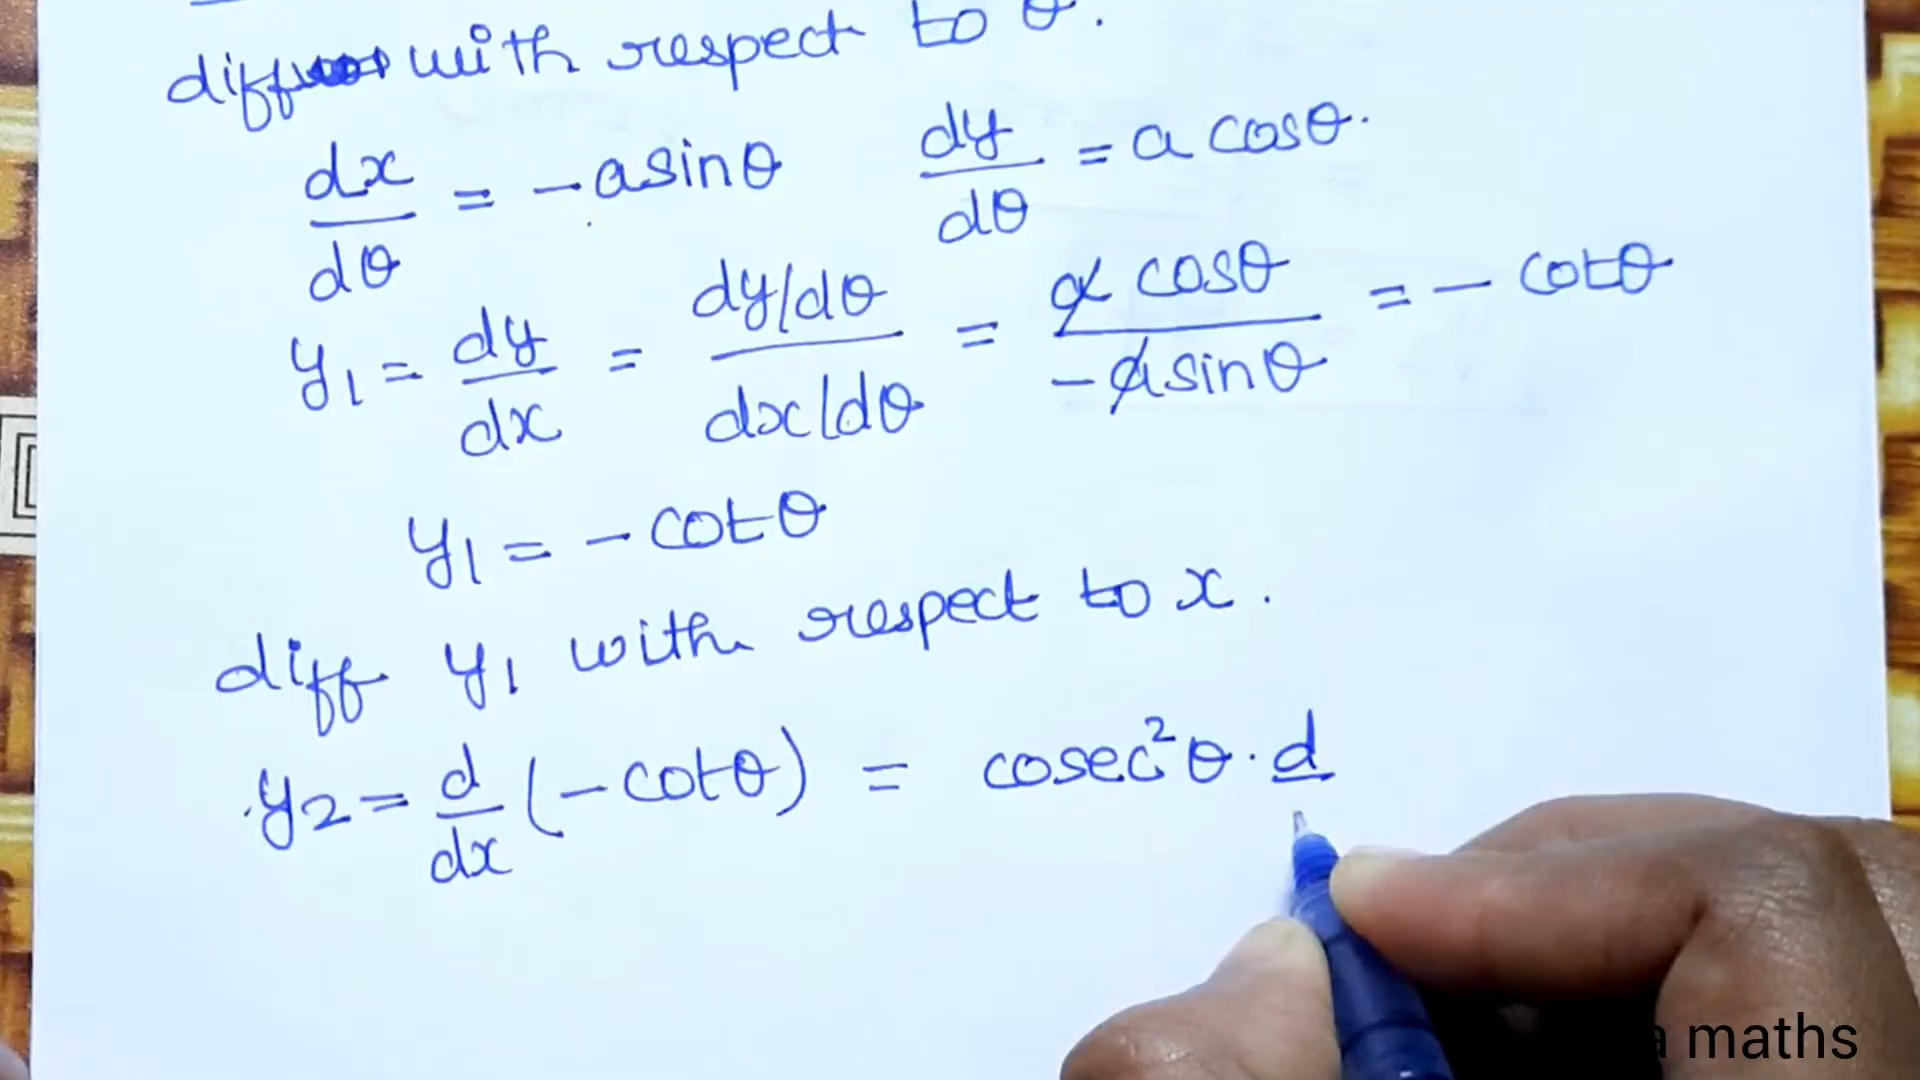 diff with respect to θ.
dx/dθ = - a sinθ dy/dθ = a cosθ.
y₁ = dy/dx = (dy/dθ)/(dx/dθ) = (a cosθ)/(-a sinθ) = - cotθ
y₁ = - cotθ
diff y₁ with respect to x.
y₂ = d/dx (- cotθ) = cosec²θ · d
maths